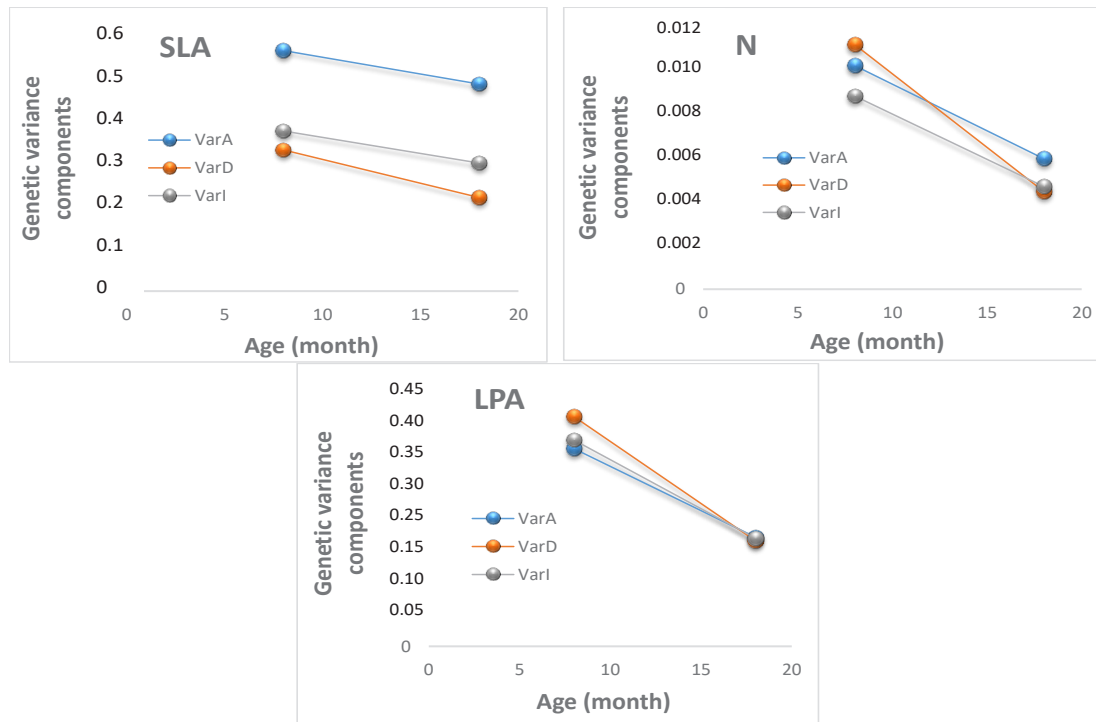 SLA
Genetic variance
components
0.6
0.5
0.4
0.3
0.2
0.1
0
VarA
VarD
VarI
0 5 10 15 20
Age (month)
N
Genetic variance
components
0.012
0.010
0.008
0.006
0.004
0.002
0
VarA
VarD
VarI
0 5 10 15 20
Age (month)
LPA
Genetic variance
components
0.45
0.40
0.35
0.30
0.25
0.15
0.10
0.05
0
VarA
VarD
VarI
0 5 10 15 20
Age (month)